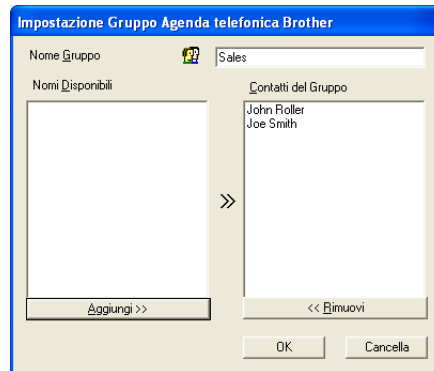 Impostazione Gruppo Agenda telefonica Brother
Nome Gruppo
Sales
Nomi Disponibili
Contatti del Gruppo
John Roller
Joe Smith
>>
Aggiungi >>
<< Rimuovi
OK
Cancella